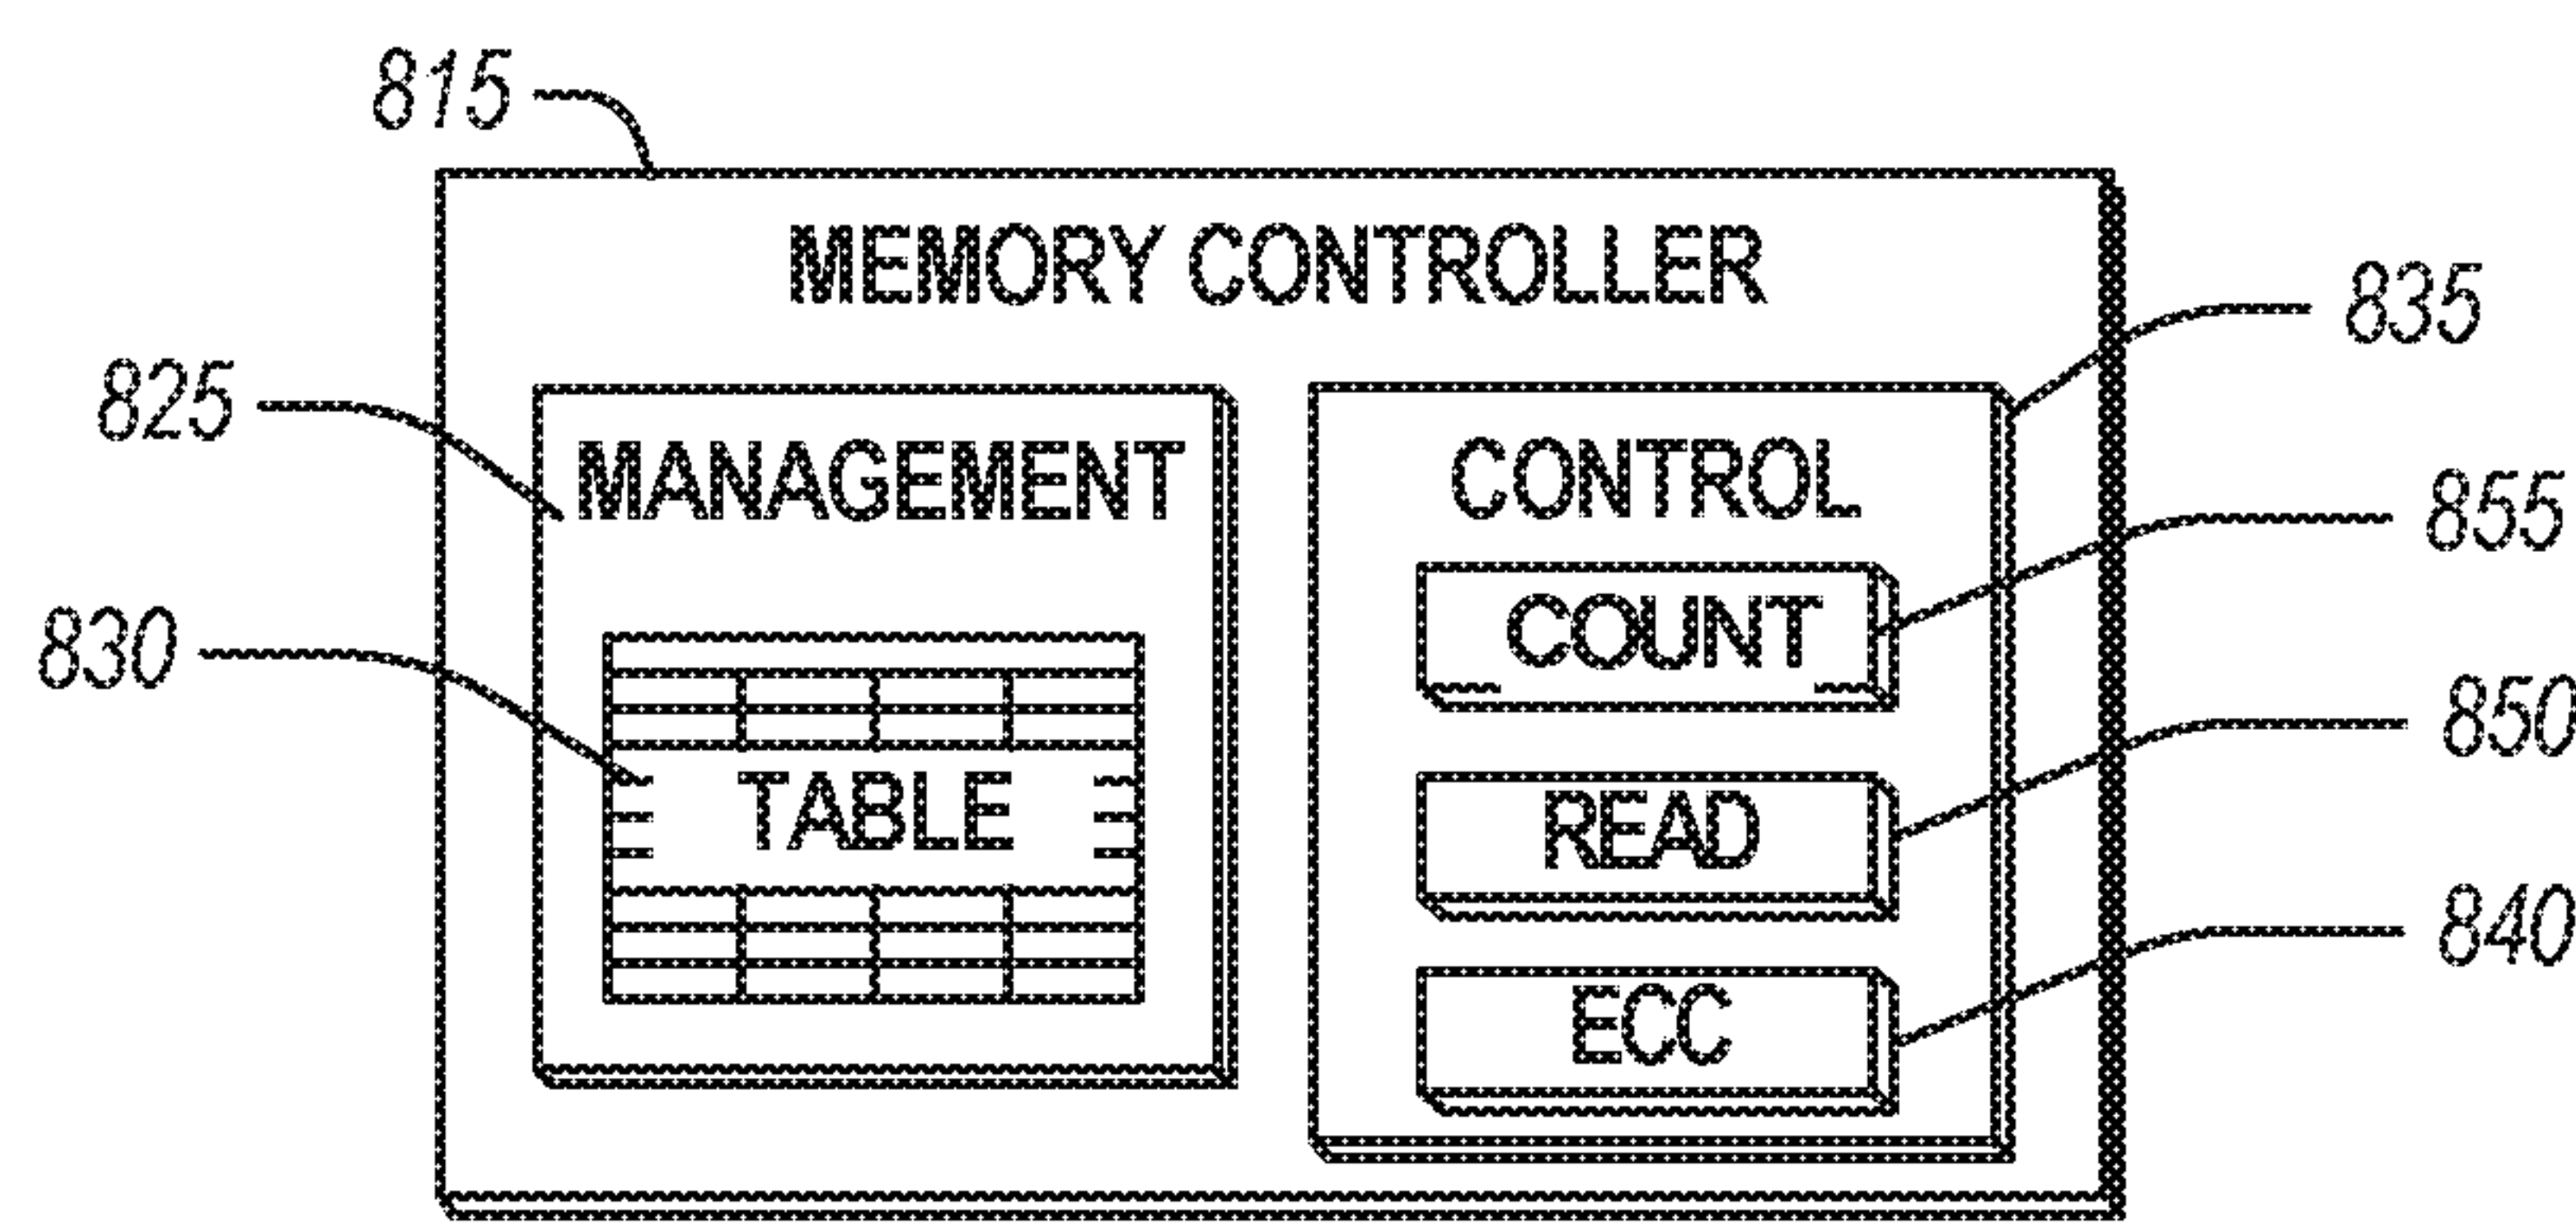 815
MEMORY CONTROLLER
835
825
MANAGEMENT
CONTROL
855
COUNT
830
TABLE
850
READ
840
ECC